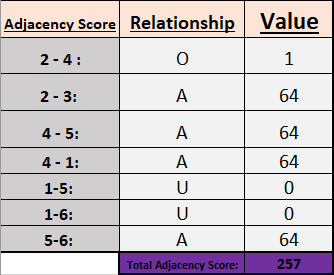 Adjacency Score Relationship Value
2 - 4 : O 1
2 - 3: A 64
4 - 5: A 64
4 - 1: A 64
1-5: U 0
1-6: U 0
5-6: A 64
Total Adjacency Score: 257